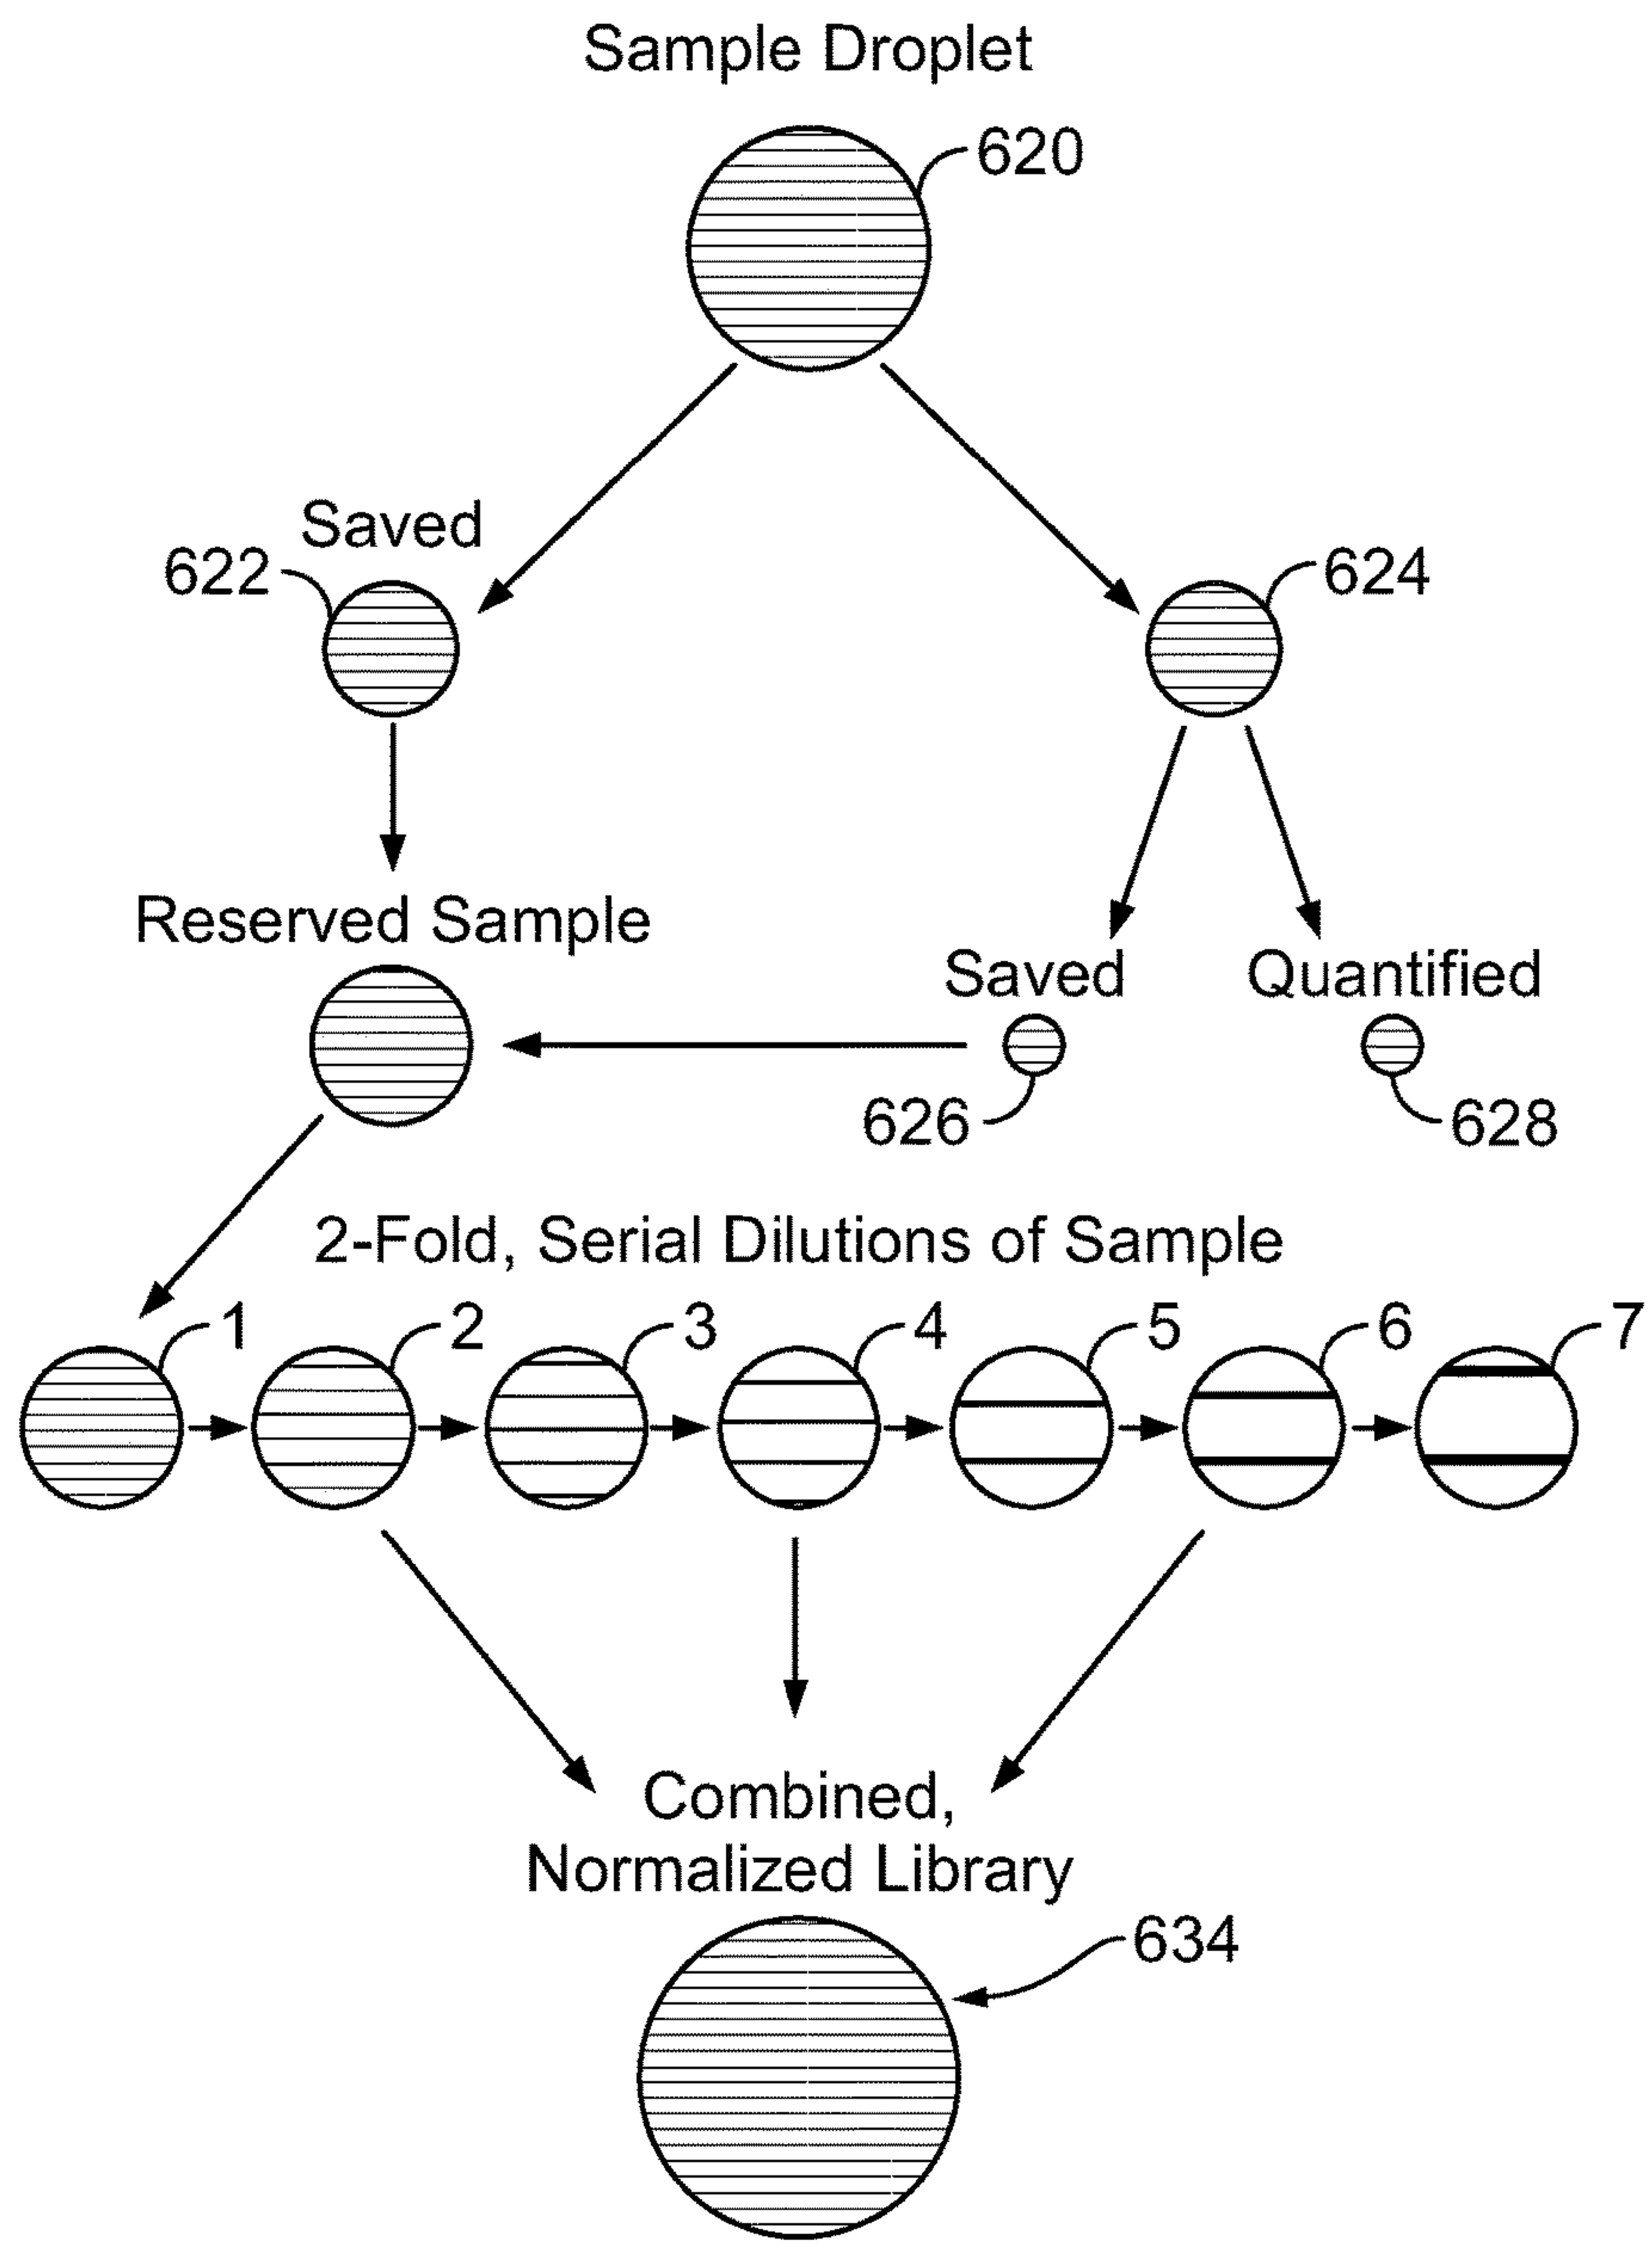 Sample Droplet
620
Saved
622
624
Reserved Sample
Saved
Quantified
626
628
2-Fold, Serial Dilutions of Sample
1
2
3
4
5
6
7
Combined,
Normalized Library
634